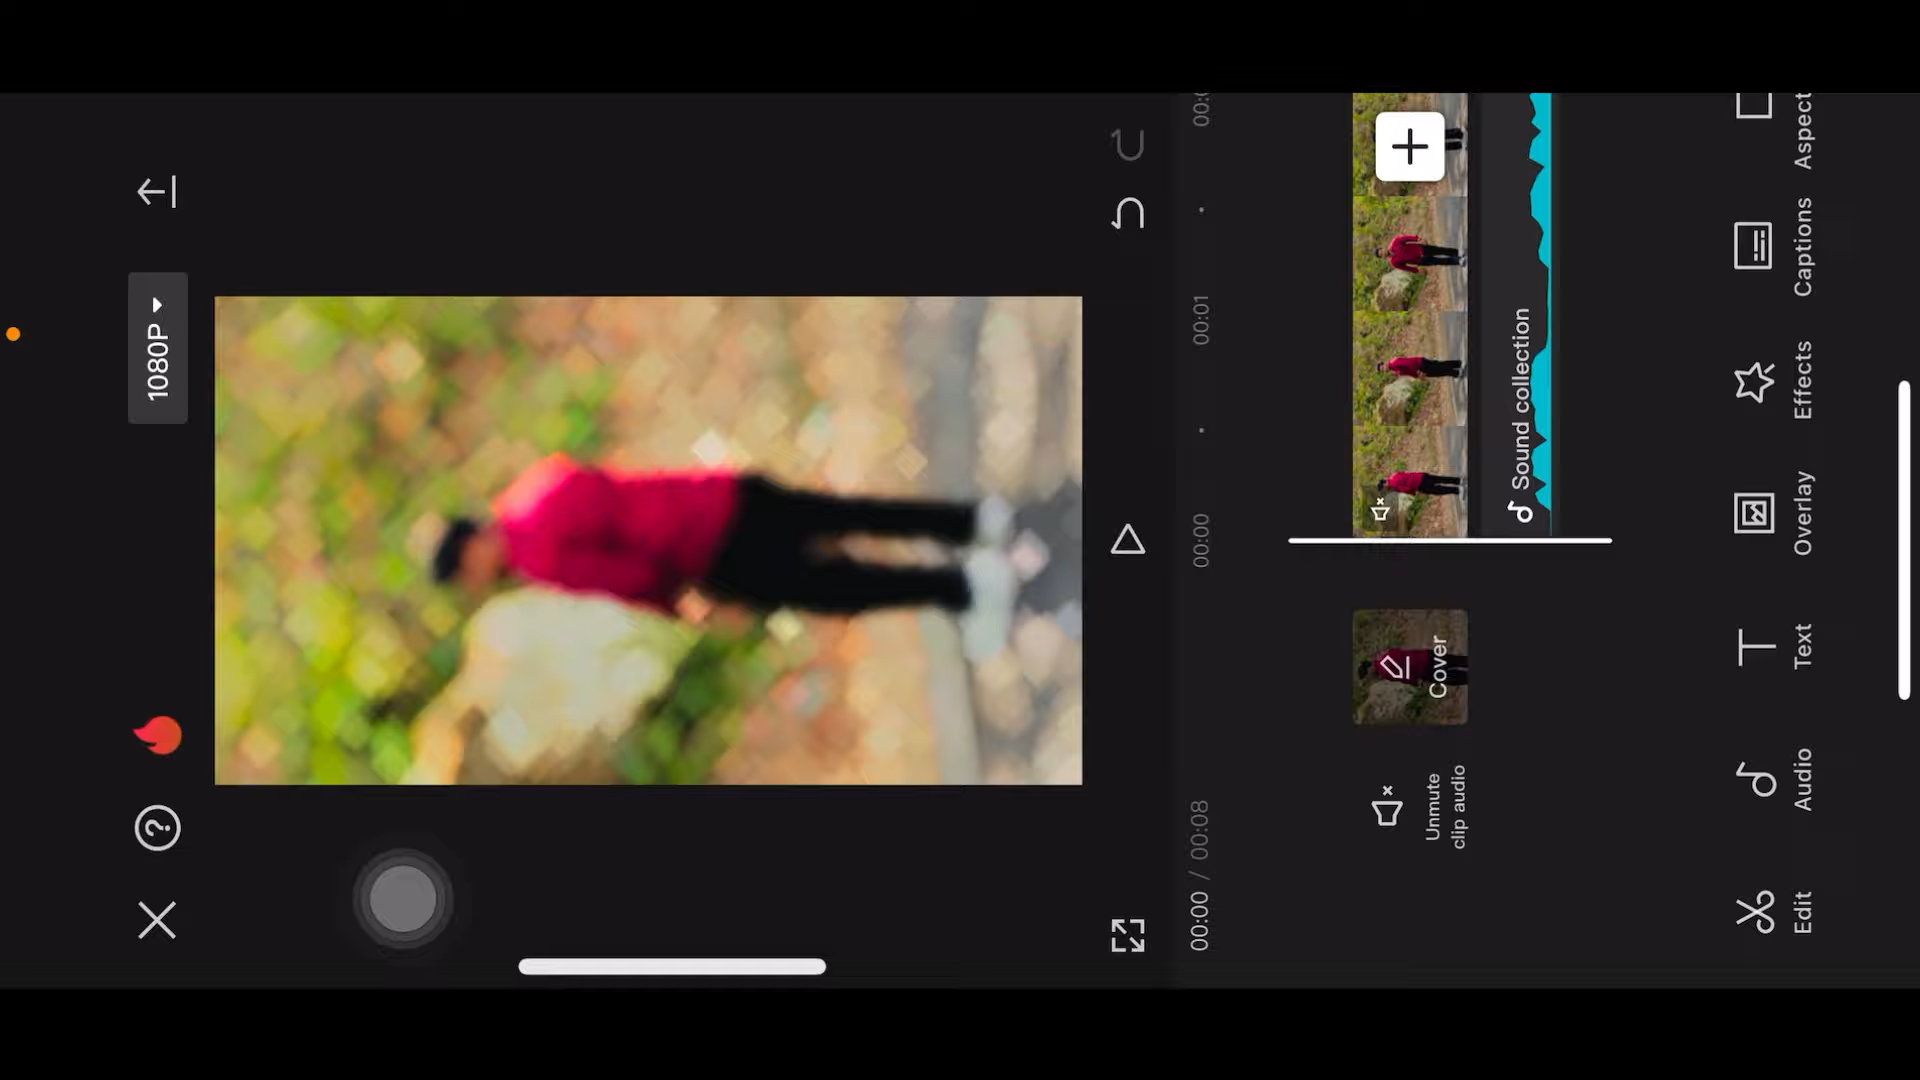 1080P
00:00 / 00:08
00:00
00:01
Unmute
clip audio
Cover
Sound collection
Edit
Audio
Text
Overlay
Effects
Captions
Aspect